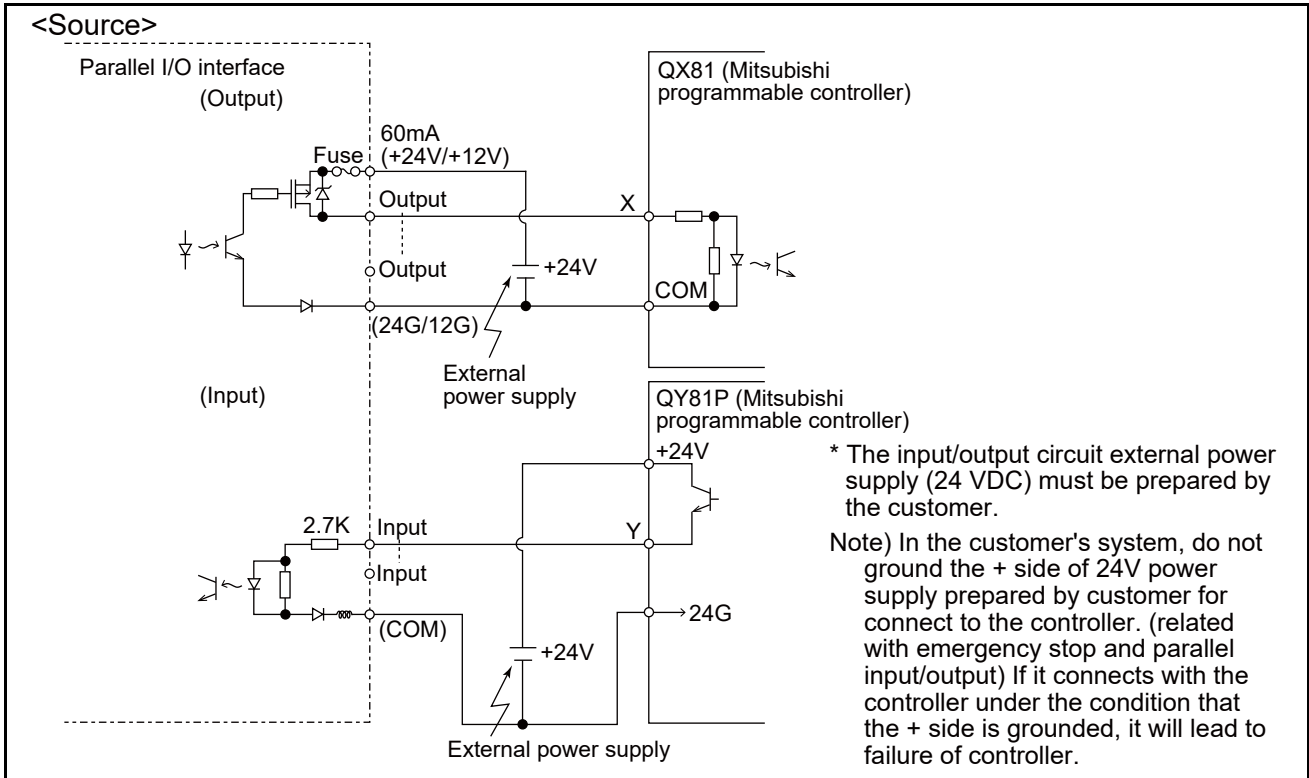 <Source>
Parallel I/O interface
(Output)
QX81 (Mitsubishi
programmable controller)
60mA
Fuse
(+24V/+12V)
Output
X
Output
+24V
COM
(24G/12G)
External
power supply
(Input)
QY81P (Mitsubishi
programmable controller)
+24V
2.7K
Input
Y
Input
(COM)
24G
+24V
External power supply
* The input/output circuit external power
supply (24 VDC) must be prepared by
the customer.
Note) In the customer's system, do not
ground the + side of 24V power
supply prepared by customer for
connect to the controller. (related
with emergency stop and parallel
input/output) If it connects with the
controller under the condition that
the + side is grounded, it will lead to
failure of controller.